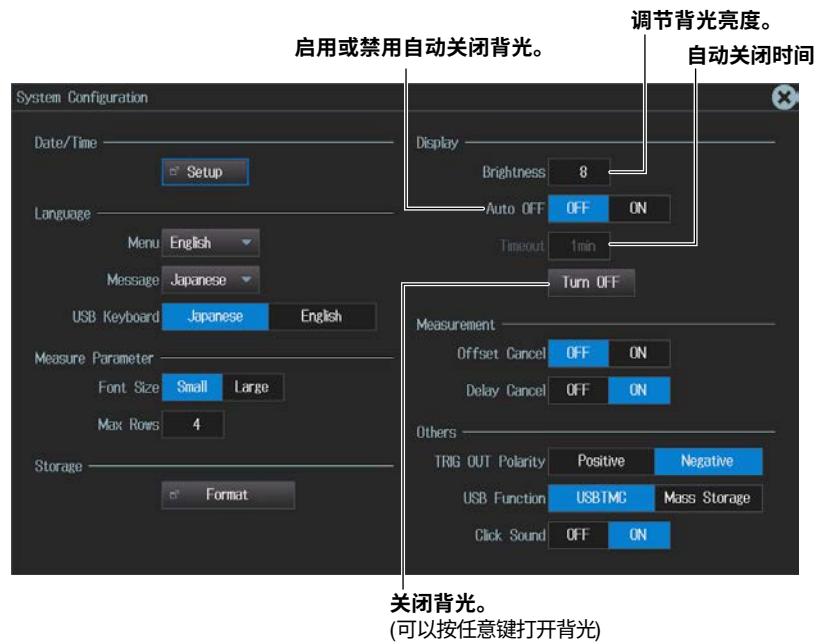 调节背光亮度。
启用或禁用自动关闭背光。
自动关闭时间
System Configuration
Date/Time
Setup
Language
Menu English
Message Japanese
USB Keyboard Japanese English
Measure Parameter
Font Size Small Large
Max Rows 4
Storage
Format
Display
Brightness 8
Auto OFF OFF ON
Timeout 1min
Turn OFF
Measurement
Offset Cancel OFF ON
Delay Cancel OFF ON
Others
TRIG OUT Polarity Positive Negative
USB Function USBTMC Mass Storage
Click Sound OFF ON
关闭背光。
(可以按任意键打开背光)